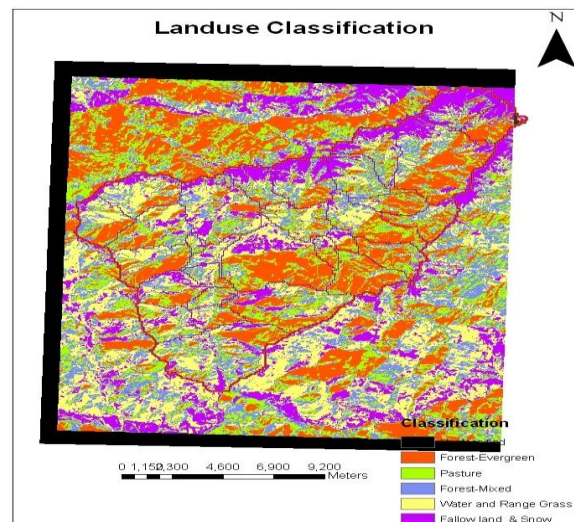 N
Landuse Classification
Classification
Forest-Evergreen
Pasture
Forest-Mixed
Water and Range Grass
Fallow land & Snow
0 1,150 2,300 4,600 6,900 9,200
Meters